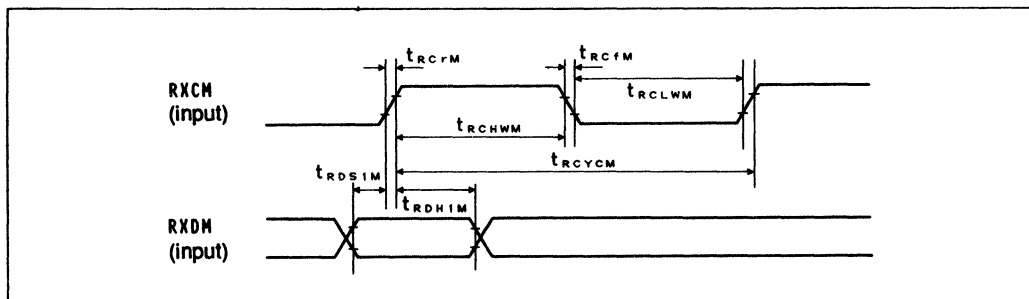 tRCrM
tRCfM
RXCM
(input)
tRCLWM
tRCHWM
tRCYCM
tRDS1M
tRDH1M
RXDM
(input)